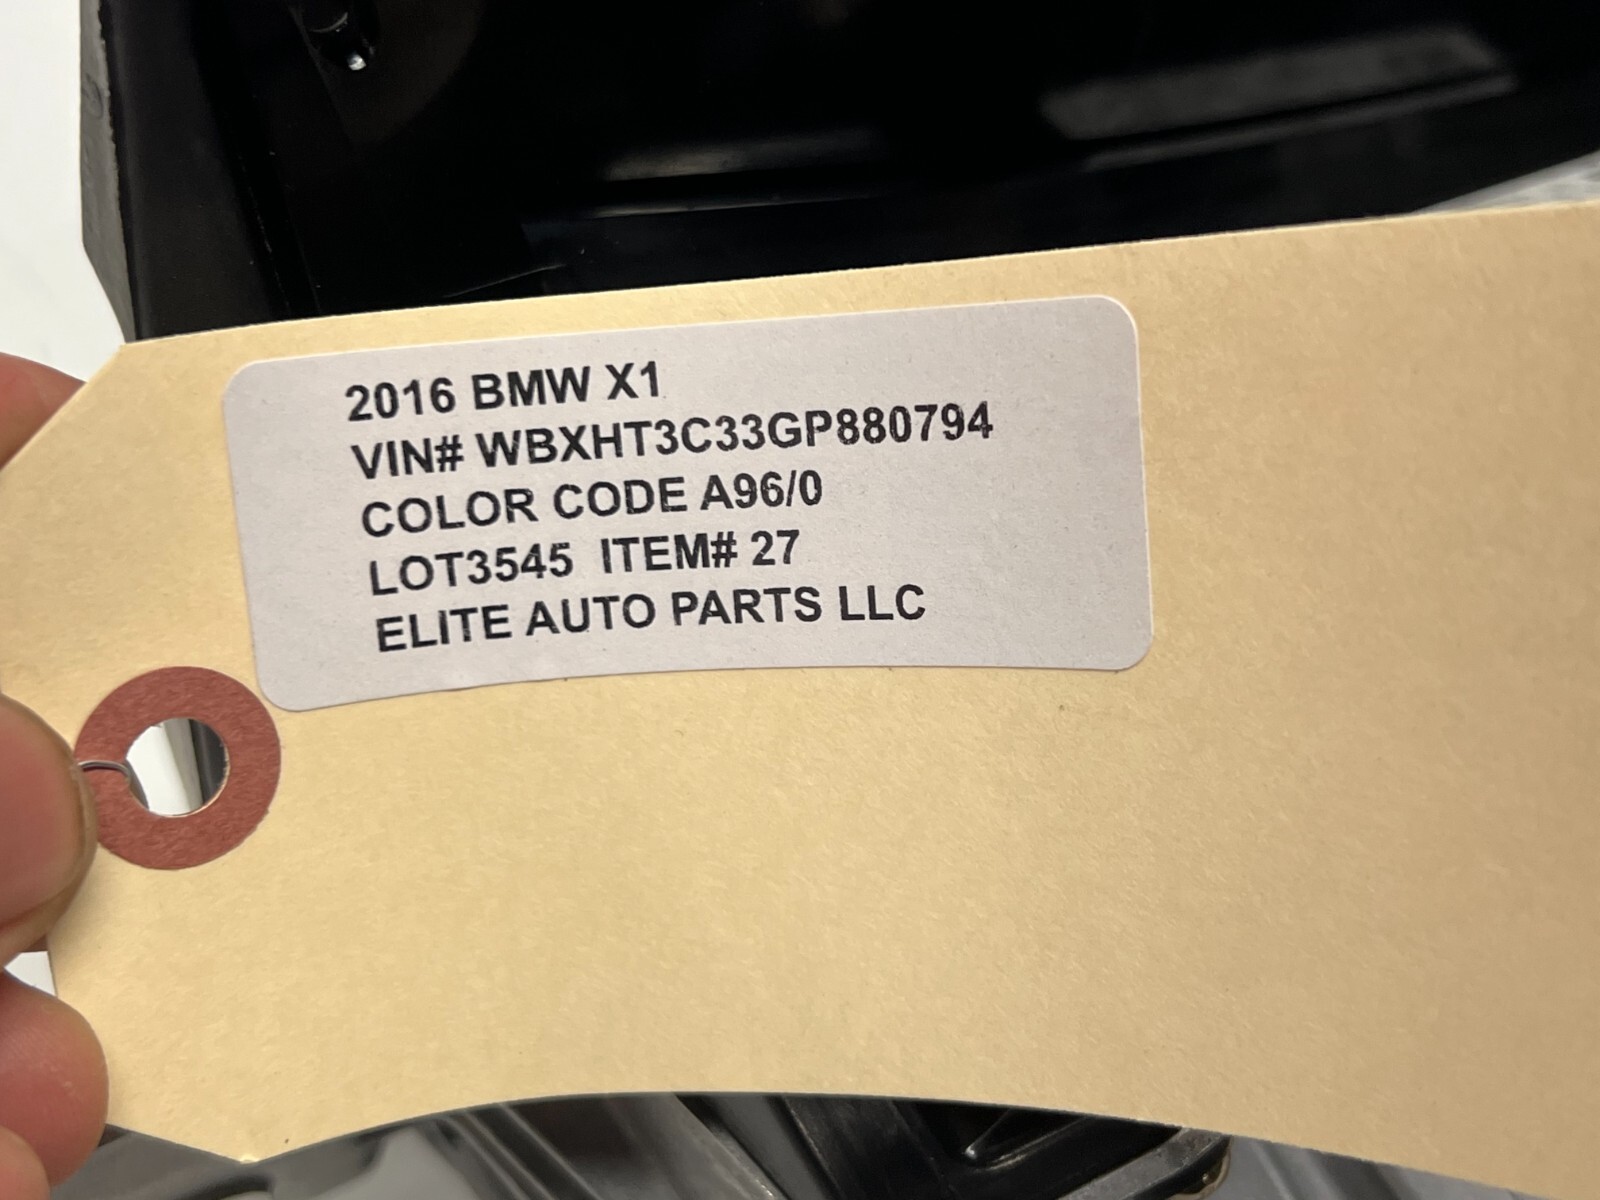 2016 BMW X1
VIN# WBXHT3C33GP880794
COLOR CODE A96/0
LOT3545 ITEM# 27
ELITE AUTO PARTS LLC